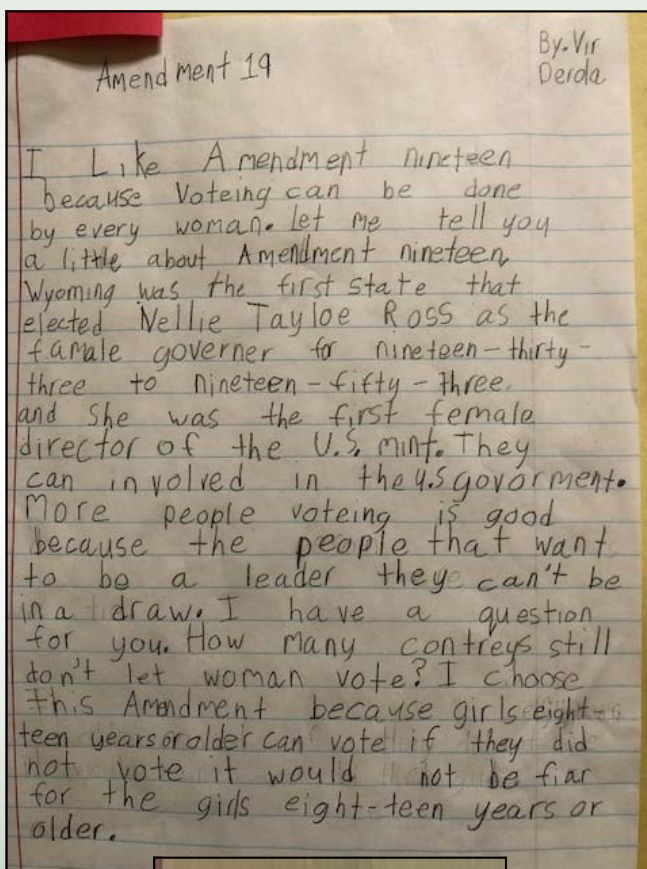 By. Vir
Derola
Amendment 19
I Like Amendment nineteen
because Voteing can be done
by every woman. let me tell you
a little about Amendment nineteen.
Wyoming was the first state that
elected Nellie Tayloe Ross as the
famale governer for nineteen-thirty-
three to nineteen-fifty-three.
and She was the first female
director of the U.S. mint. They
can involved in the u.s govorment.
More people voteing is good
because the people that want
to be a leader they can't be
in a draw. I have a question
for you. How many contreys still
don't let woman vote? I choose
this Amendment because girls eight-
teen years or older can vote if they did
not vote it would not be fiar
for the girls eight-teen years or
older.